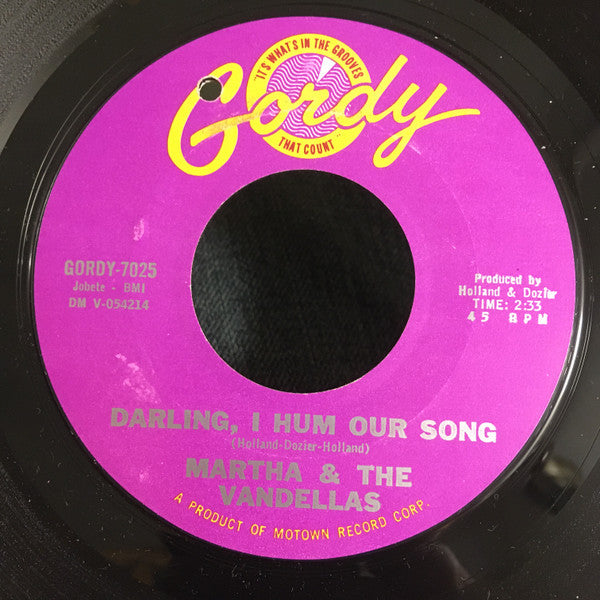 "IT'S WHAT'S IN THE GROOVES
Gordy
THAT COUNT"
GORDY-7025
Jobete - BMI
DM V-054214
Produced by
Holland & Dozier
TIME: 2:33
45 RPM
DARLING, I HUM OUR SONG
(Holland-Dozier-Holland)
MARTHA & THE
VANDELLAS
A PRODUCT OF MOTOWN RECORD CORP.